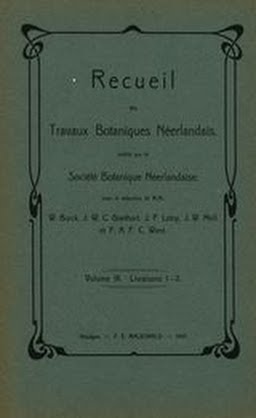 Recueil
des
Travaux Botaniques Néerlandais,
publié par la
Société Botanique Néerlandaise,
sous la rédaction de MM.
W. Burck, J. W. C. Goethart, J. P. Lotsy, J. W. Moll
et F. A. F. C. Went.
Volume III. Livraisons 1—2.
Nimègue. — F. E. MACDONALD —